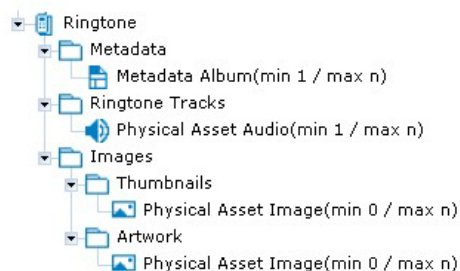 Ringtone
Metadata
Metadata Album(min 1 / max n)
Ringtone Tracks
Physical Asset Audio(min 1 / max n)
Images
Thumbnails
Physical Asset Image(min 0 / max n)
Artwork
Physical Asset Image(min 0 / max n)